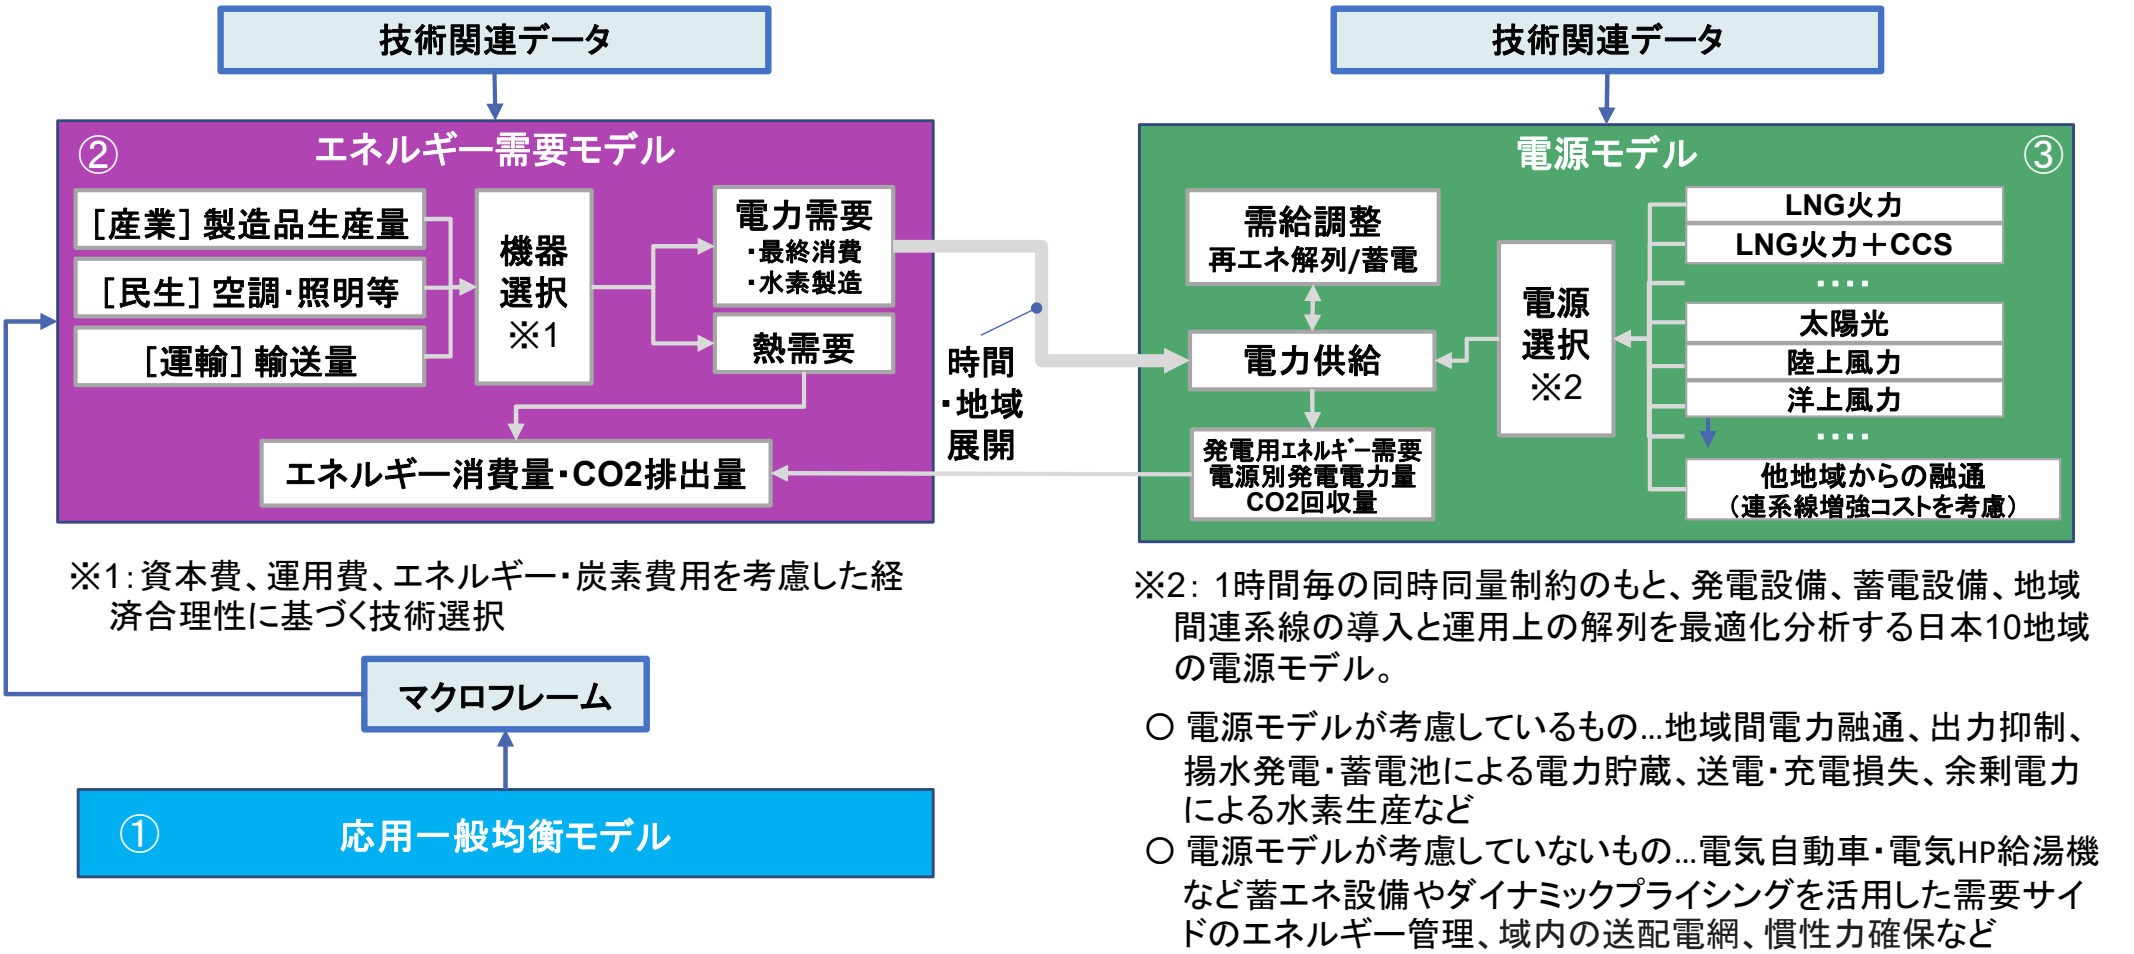 技術関連データ
② エネルギー需要モデル
［産業］製造品生産量
［民生］空調・照明等
［運輸］輸送量
機器
選択
※1
電力需要
・最終消費
・水素製造
熱需要
エネルギー消費量・CO2排出量
時間
・地域
展開
※1：資本費、運用費、エネルギー・炭素費用を考慮した経
済合理性に基づく技術選択
マクロフレーム
① 応用一般均衡モデル
技術関連データ
電源モデル ③
需給調整
再エネ解列/蓄電
電力供給
発電用エネルギー需要
電源別発電電力量
CO2回収量
電源
選択
※2
LNG火力
LNG火力＋CCS
････
太陽光
陸上風力
洋上風力
････
他地域からの融通
（連系線増強コストを考慮）
※2： 1時間毎の同時同量制約のもと、発電設備、蓄電設備、地域
間連系線の導入と運用上の解列を最適化分析する日本10地域
の電源モデル。
〇 電源モデルが考慮しているもの…地域間電力融通、出力抑制、
揚水発電・蓄電池による電力貯蔵、送電・充電損失、余剰電力
による水素生産など
〇 電源モデルが考慮していないもの…電気自動車・電気HP給湯機
など蓄エネ設備やダイナミックプライシングを活用した需要サイ
ドのエネルギー管理、域内の送配電網、慣性力確保など